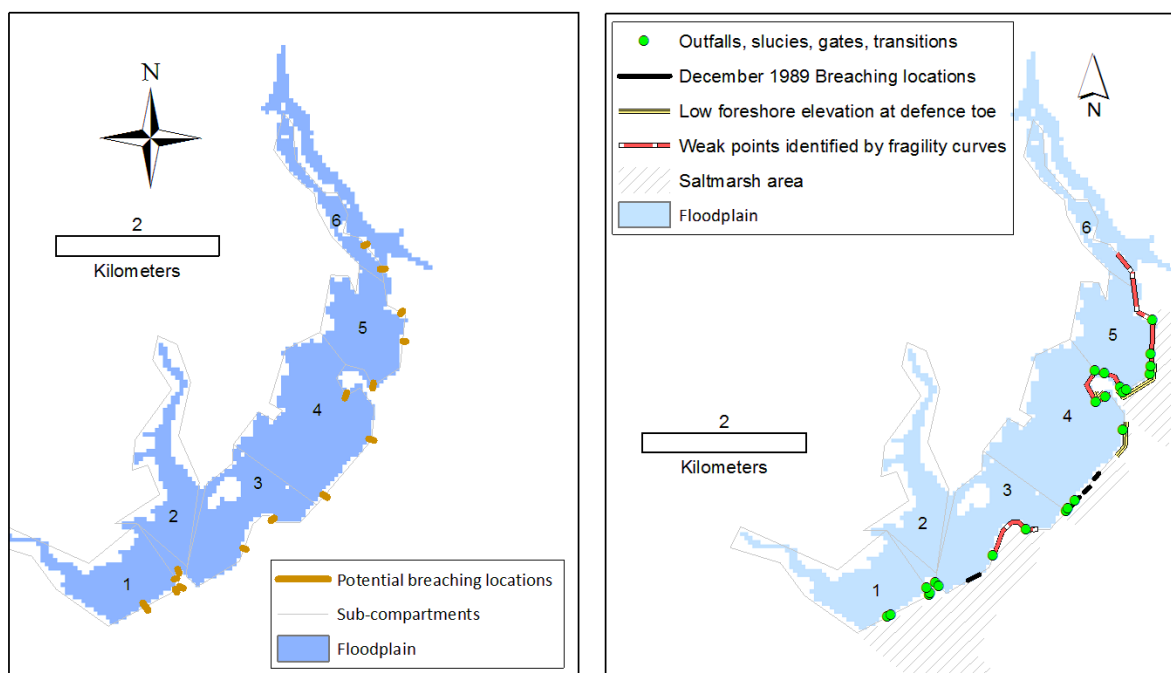 N
2
Kilometers
6
5
4
3
2
1
Potential breaching locations
Sub-compartments
Floodplain
Outfalls, slucies, gates, transitions
December 1989 Breaching locations
Low foreshore elevation at defence toe
Weak points identified by fragility curves
Saltmarsh area
Floodplain
N
6
5
4
2
Kilometers
3
2
1